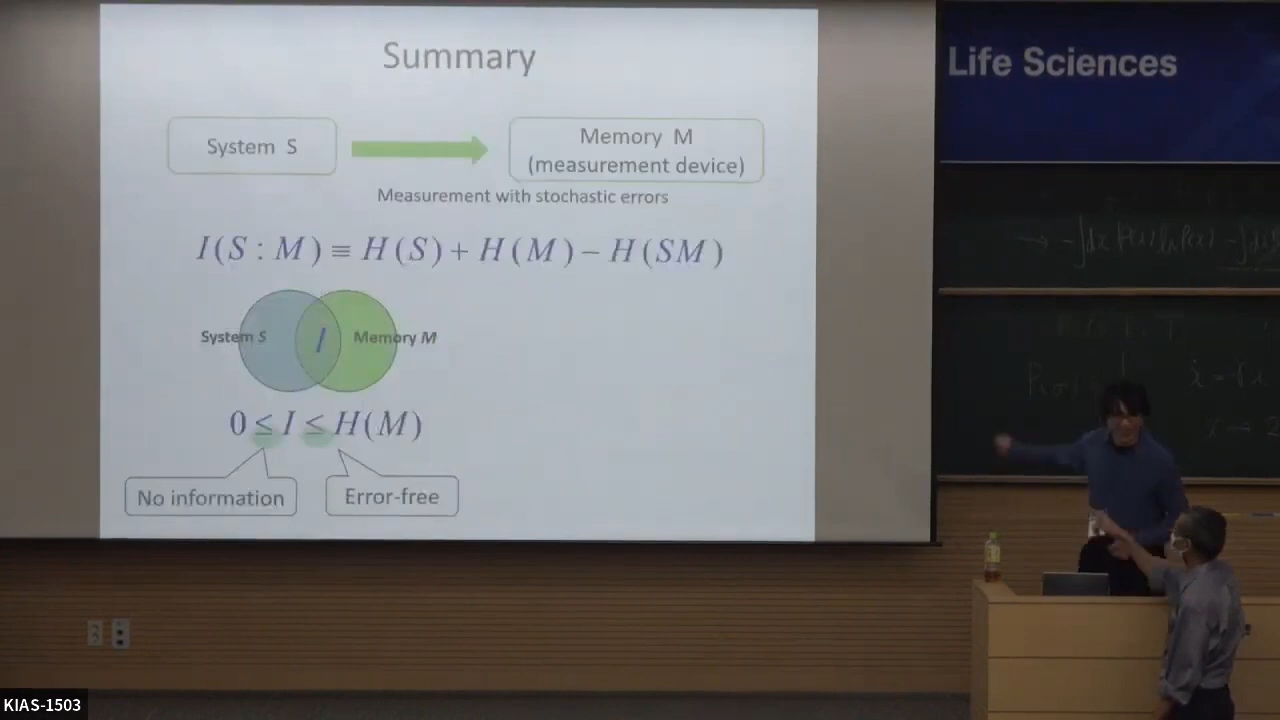 Summary
Life Sciences
System S
Memory M
(measurement device)
Measurement with stochastic errors
I(S : M) ≡ H(S) + H(M) − H(SM)
System S
I
Memory M
0 ≤ I ≤ H(M)
No information
Error-free
KIAS-1503